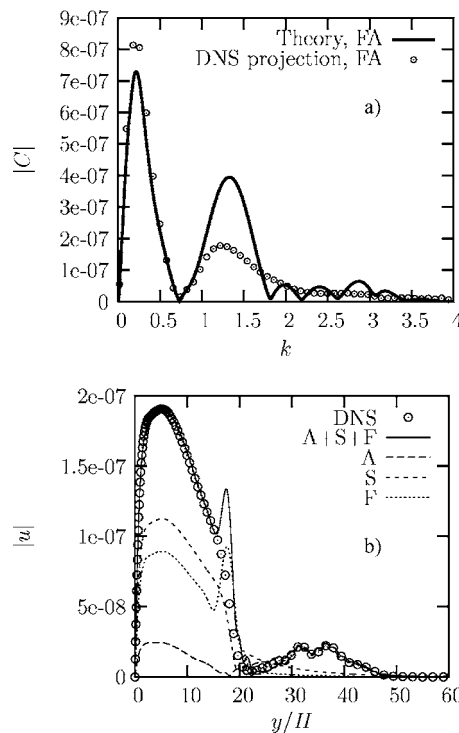 9e-07
8e-07
7e-07
6e-07
5e-07
4e-07
3e-07
2e-07
1e-07
0
|C|
Theory, FA
DNS projection, FA
a)
0 0.5 1 1.5 2 2.5 3 3.5 4
k
2e-07
1.5e-07
1e-07
5e-08
0
|u|
DNS
A+S+F
A
S
F
b)
0 10 20 30 40 50 60
y/H